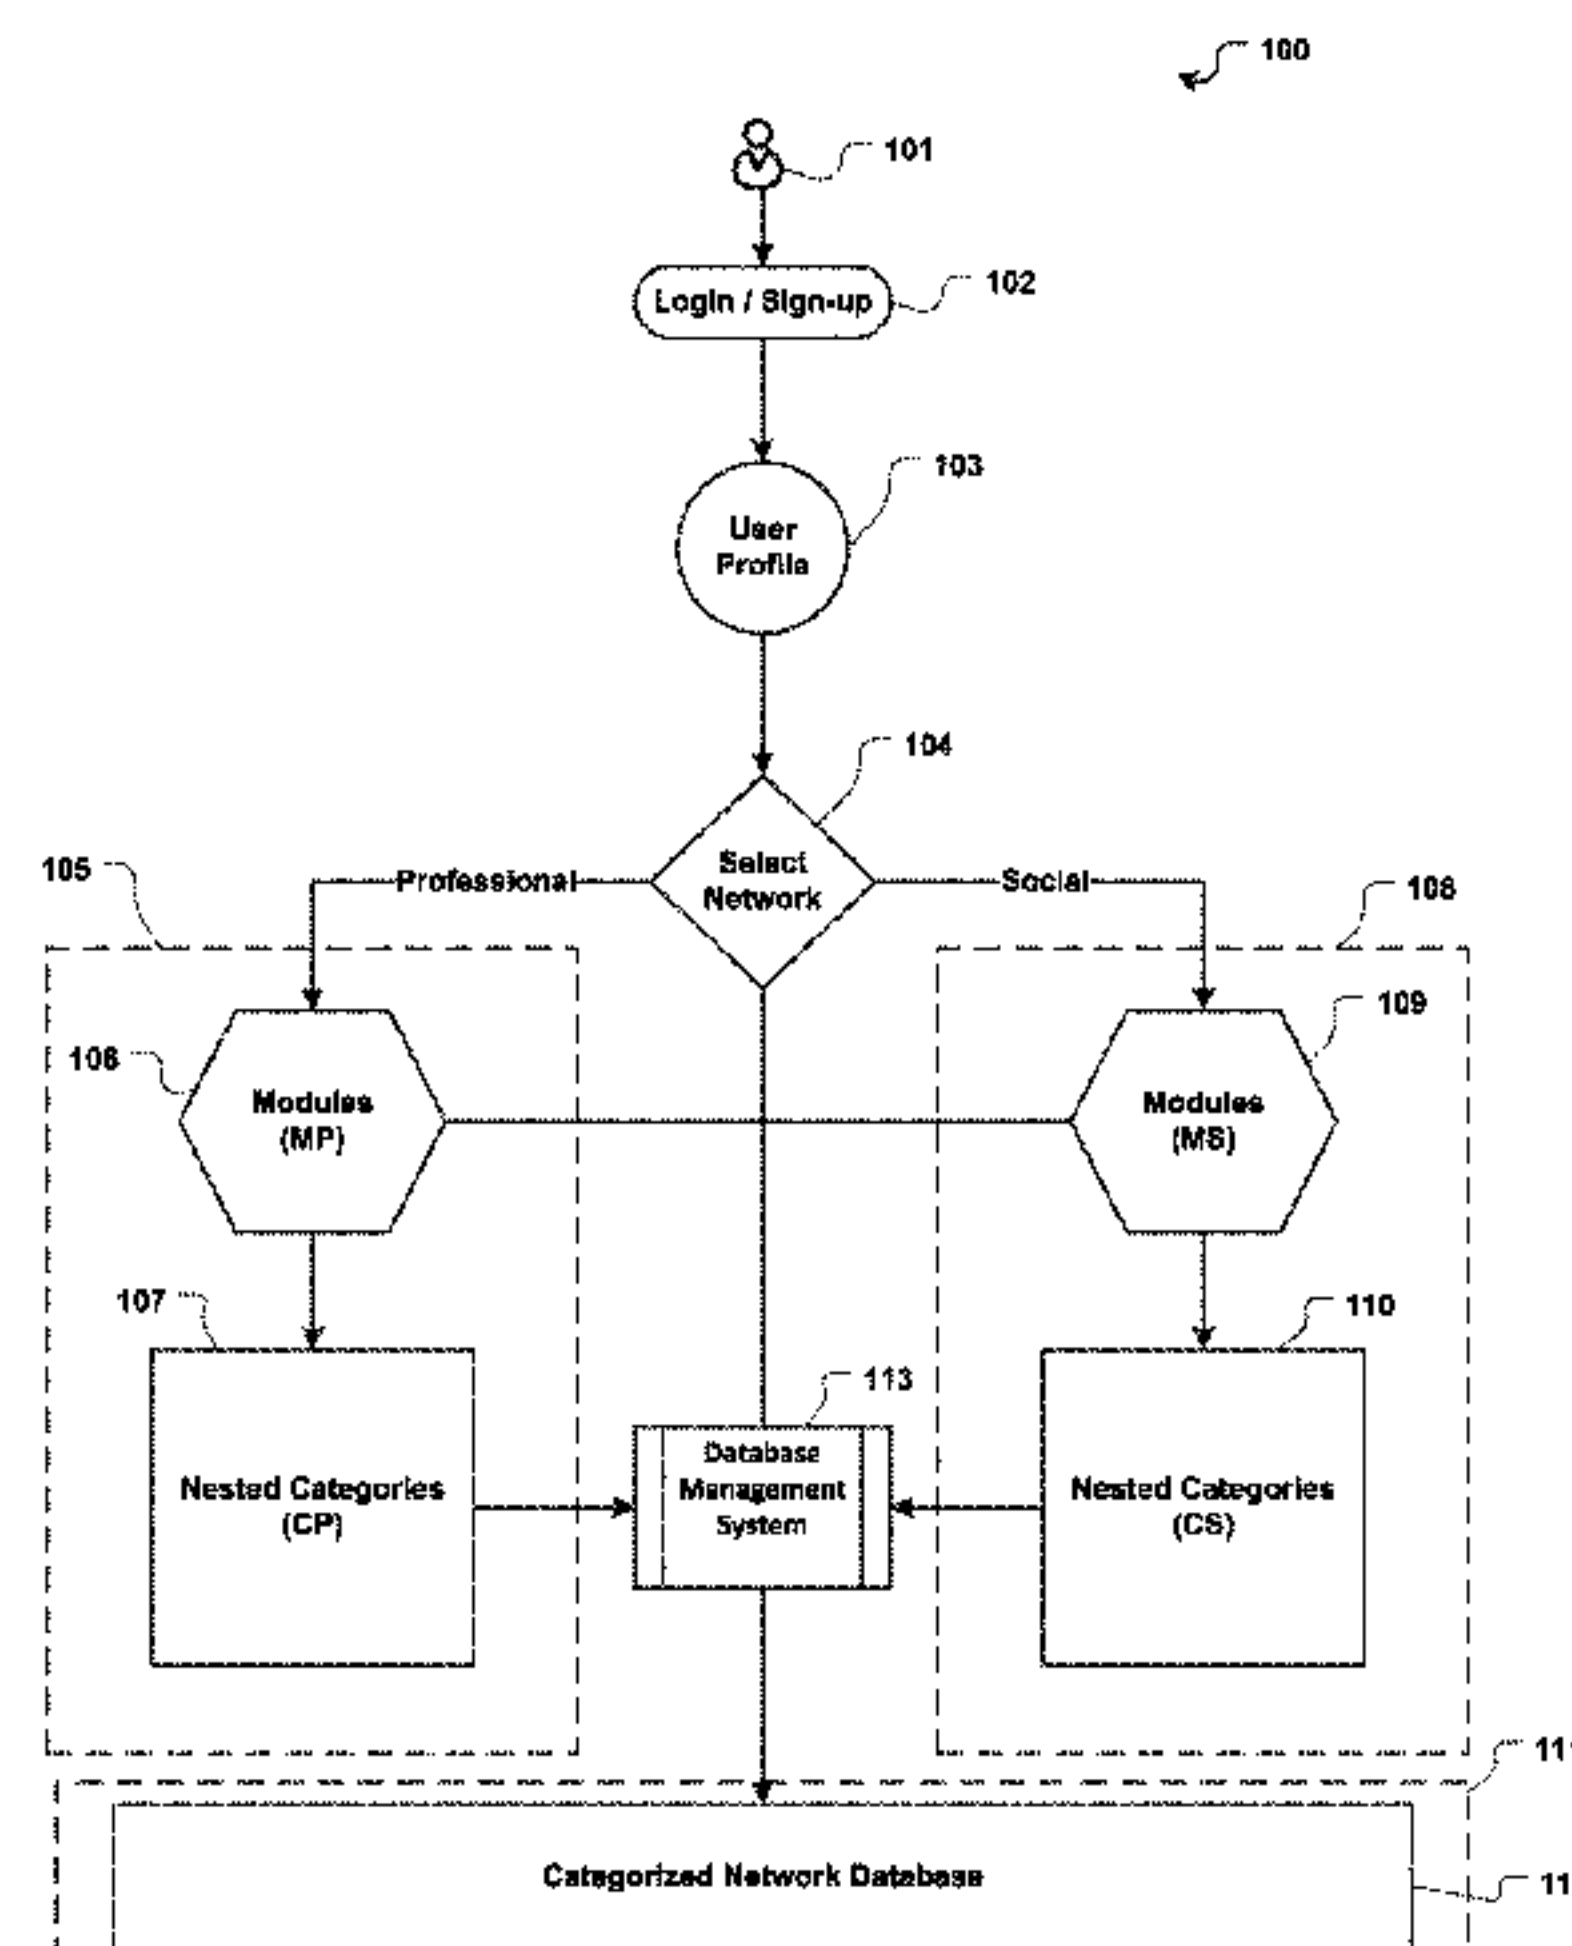 100
101
Login / Sign-up
102
103
User
Profile
104
Select
Network
Professional
Social
105
108
109
106
Modules
(MP)
Modules
(MS)
107
110
113
Database
Management
System
Nested Categories
(CP)
Nested Categories
(CS)
Categorized Network Database